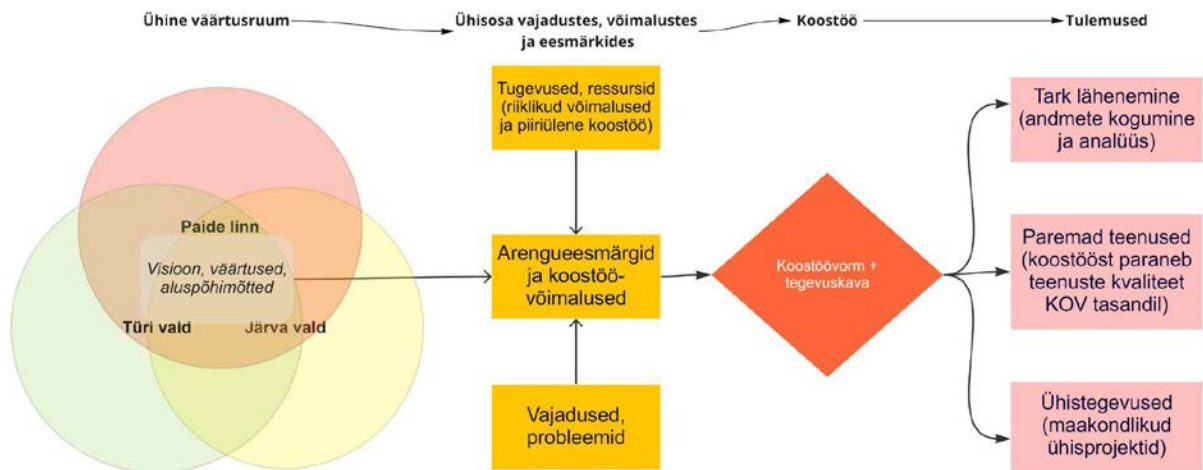 Ühine väärtusruum
Ühisosa vajadustes, võimalustes
ja eesmärkides
Koostöö
Tulemused
Paide linn
Visioon, väärtused,
aluspõhimõtted
Türi vald
Järva vald
Tugevused, ressursid
(riiklikud võimalused
ja piiriülene koostöö)
Arengueesmärgid
ja koostöö-
võimalused
Vajadused,
probleemid
Koostöövorm +
tegevuskava
Tark lähenemine
(andmete kogumine
ja analüüs)
Paremad teenused
(koostööst paraneb
teenuste kvaliteet
KOV tasandil)
Ühistegevused
(maakondlikud
ühisprojektid)